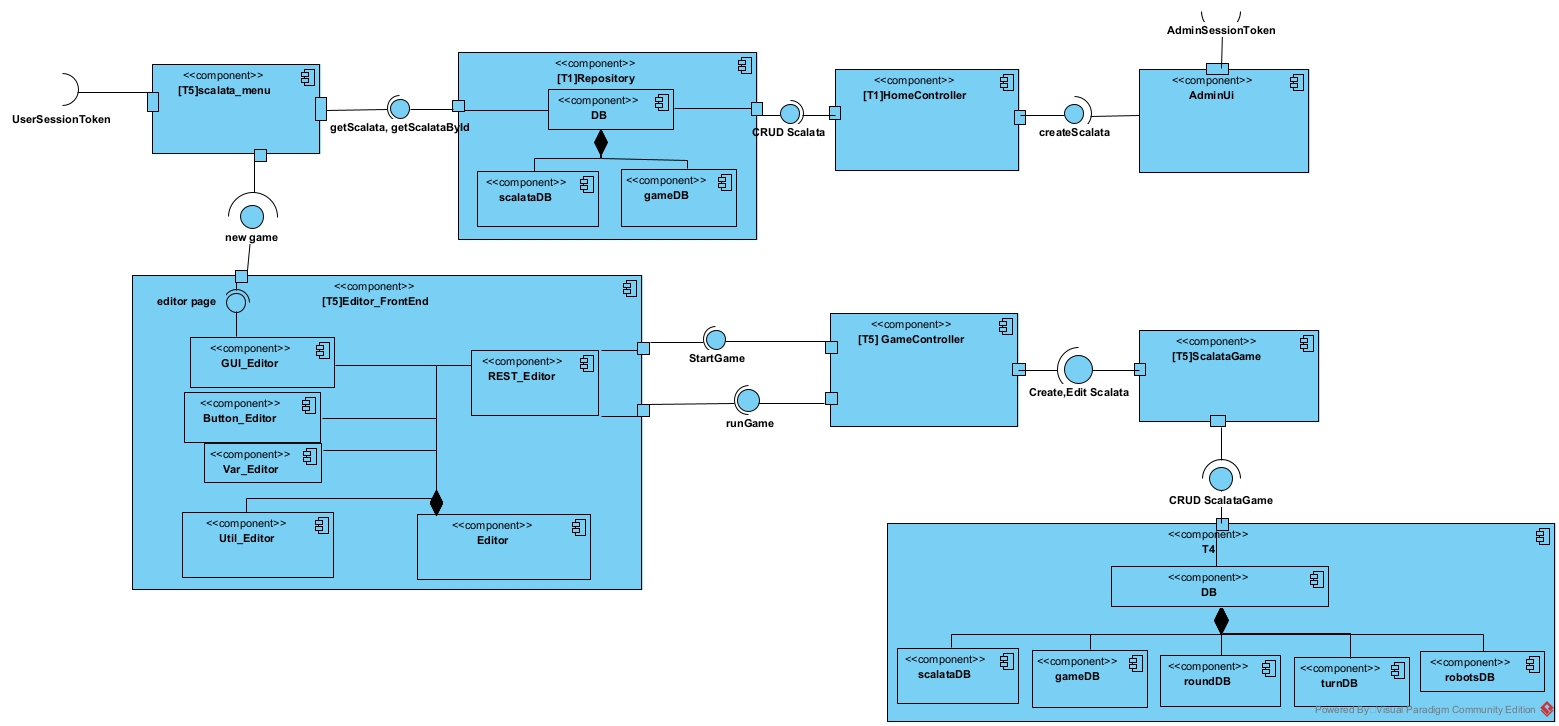 AdminSessionToken
UserSessionToken
<<component>>
[T5]scalata_menu
getScalata, getScalataById
<<component>>
[T1]Repository
<<component>>
DB
<<component>>
scalataDB
<<component>>
gameDB
CRUD Scalata
<<component>>
[T1]HomeController
createScalata
<<component>>
AdminUi
new game
<<component>>
[T5]Editor_FrontEnd
editor page
<<component>>
GUI_Editor
<<component>>
REST_Editor
<<component>>
Button_Editor
<<component>>
Var_Editor
<<component>>
Util_Editor
<<component>>
Editor
StartGame
runGame
<<component>>
[T5] GameController
Create,Edit Scalata
<<component>>
[T5]ScalataGame
CRUD ScalataGame
<<component>>
T4
<<component>>
DB
<<component>>
scalataDB
<<component>>
gameDB
<<component>>
roundDB
<<component>>
turnDB
<<component>>
robotsDB
Powered By Visual Paradigm Community Edition